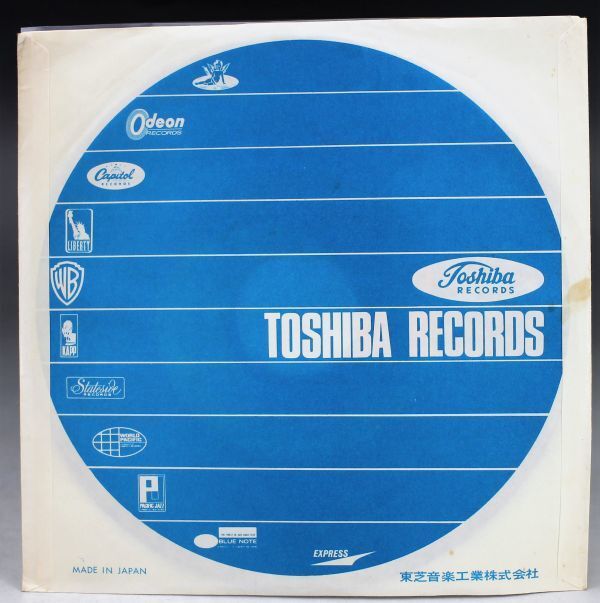 Odeon
RECORDS
Capitol
RECORDS
LIBERTY
WB
Toshiba
RECORDS
KAPP
TOSHIBA RECORDS
Stateside
RECORDS
WORLD
PACIFIC
PJ
PACIFIC JAZZ
BLUE NOTE
EXPRESS
MADE IN JAPAN
東芝音楽工業株式会社